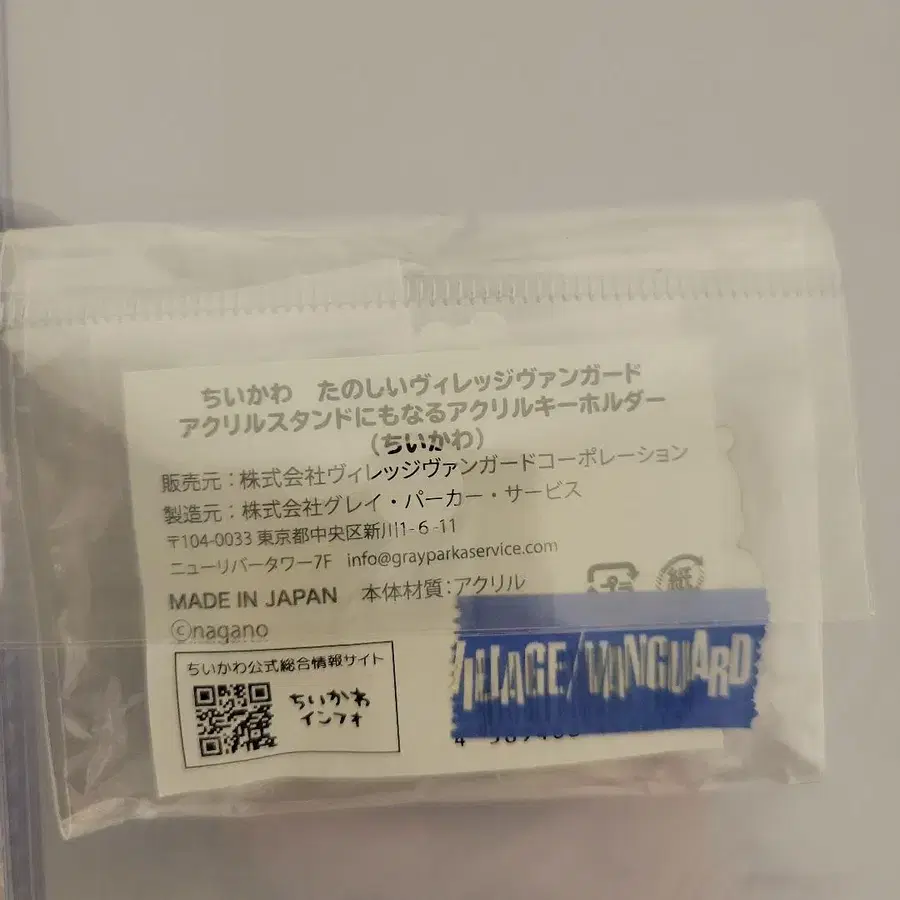 ちいかわ たのしいヴィレッジヴァンガード
アクリルスタンドにもなるアクリルキーホルダー
(ちいかわ)
販売元:株式会社ヴィレッジヴァンガードコーポレーション
製造元:株式会社グレイ・パーカー・サービス
〒104-0033 東京都中央区新川1-6-11
ニューリバータワー7F info@grayparkaservice.com
MADE IN JAPAN 本体材質:アクリル
プラ 紙
©nagano
ちいかわ公式総合情報サイト
ちいかわ
インフォ
VILLAGE/VANGUARD